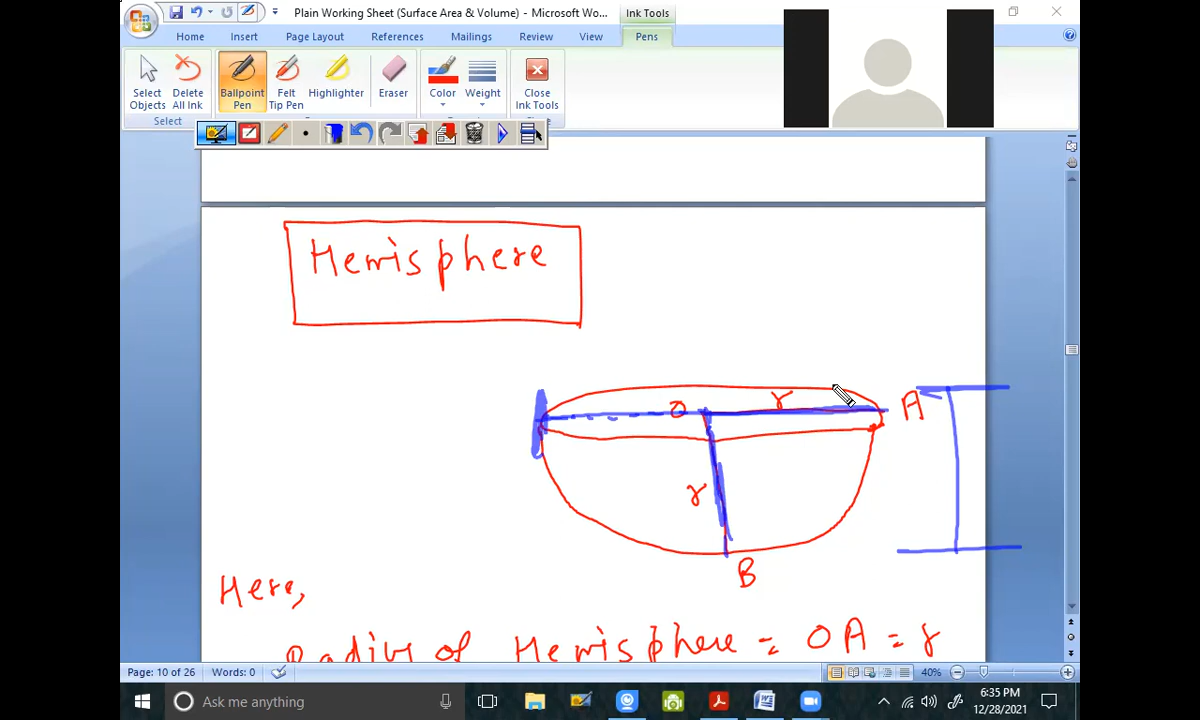 Plain Working Sheet (Surface Area & Volume) - Microsoft Wo...
Ink Tools
Home
Insert
Page Layout
References
Mailings
Review
View
Pens
Select Objects
Delete All Ink
Ballpoint Pen
Felt Tip Pen
Highlighter
Eraser
Color
Weight
Close Ink Tools
Select
Hemisphere
O
r
A
r
B
Here,
Radius of Hemisphere = OA = r
Page: 10 of 26
Words: 0
40%
Ask me anything
6:35 PM
12/28/2021